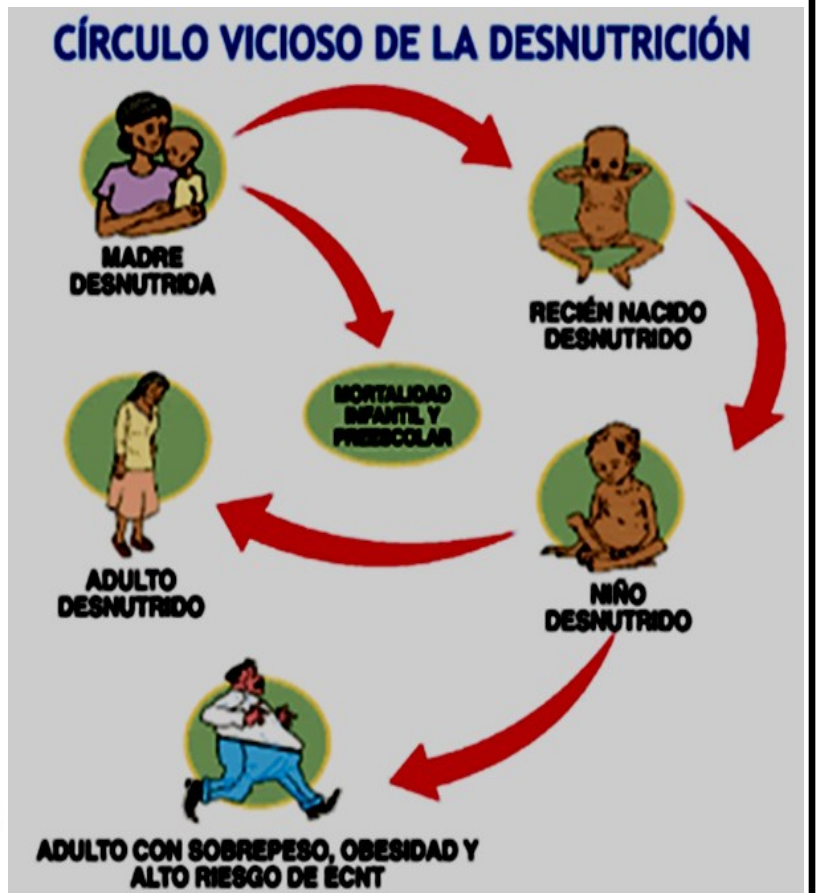 CÍRCULO VICIOSO DE LA DESNUTRICIÓN
MADRE
DESNUTRIDA
RECIÉN NACIDO
DESNUTRIDO
MORTALIDAD
INFANTIL Y
PREESCOLAR
ADULTO
DESNUTRIDO
NIÑO
DESNUTRIDO
ADULTO CON SOBREPESO, OBESIDAD Y
ALTO RIESGO DE ECNT